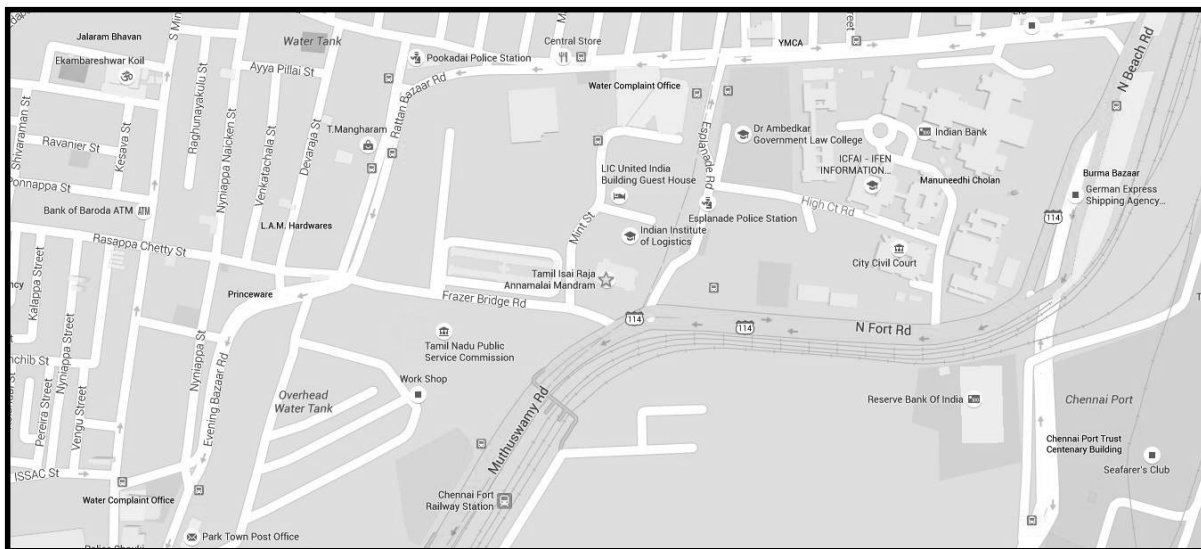 Jalaram Bhavan
Ekambareshwar Koil
S Min
Water Tank
Ayya Pillai St
Pookadai Police Station
Central Store
YMCA
N Beach Rd
Water Complaint Office
Rattan Bazaar Rd
Esplanade Rd
T.Mangharam
Dr Ambedkar
Government Law College
Indian Bank
ICFAI - IFEN
INFORMATION...
Manuneedhi Cholan
Burma Bazaar
German Express
Shipping Agency...
Shivaraman St
Ravanier St
Kesava St
Raghunayakulu St
Nyniappa Naicken St
Venkatachala St
Devaraja St
Ponnappa St
Bank of Baroda ATM
ATM
L.A.M. Hardwares
LIC United India
Building Guest House
Mint St
Indian Institute
of Logistics
Esplanade Police Station
High Ct Rd
114
City Civil Court
Rasappa Chetty St
Tamil Isai Raja
Annamalai Mandram
Princeware
Frazer Bridge Rd
114
114
N Fort Rd
ncy
Kalappa Street
Tamil Nadu Public
Service Commission
nchib St
Nyniappa Street
Nyniappa St
Evening Bazaar Rd
Work Shop
Overhead
Water Tank
Muthuswamy Rd
Reserve Bank Of India
Chennai Port
Pereira Street
Vengu Street
Chennai Port Trust
Centenary Building
Seafarer's Club
ISSAC St
Water Complaint Office
Chennai Fort
Railway Station
Park Town Post Office